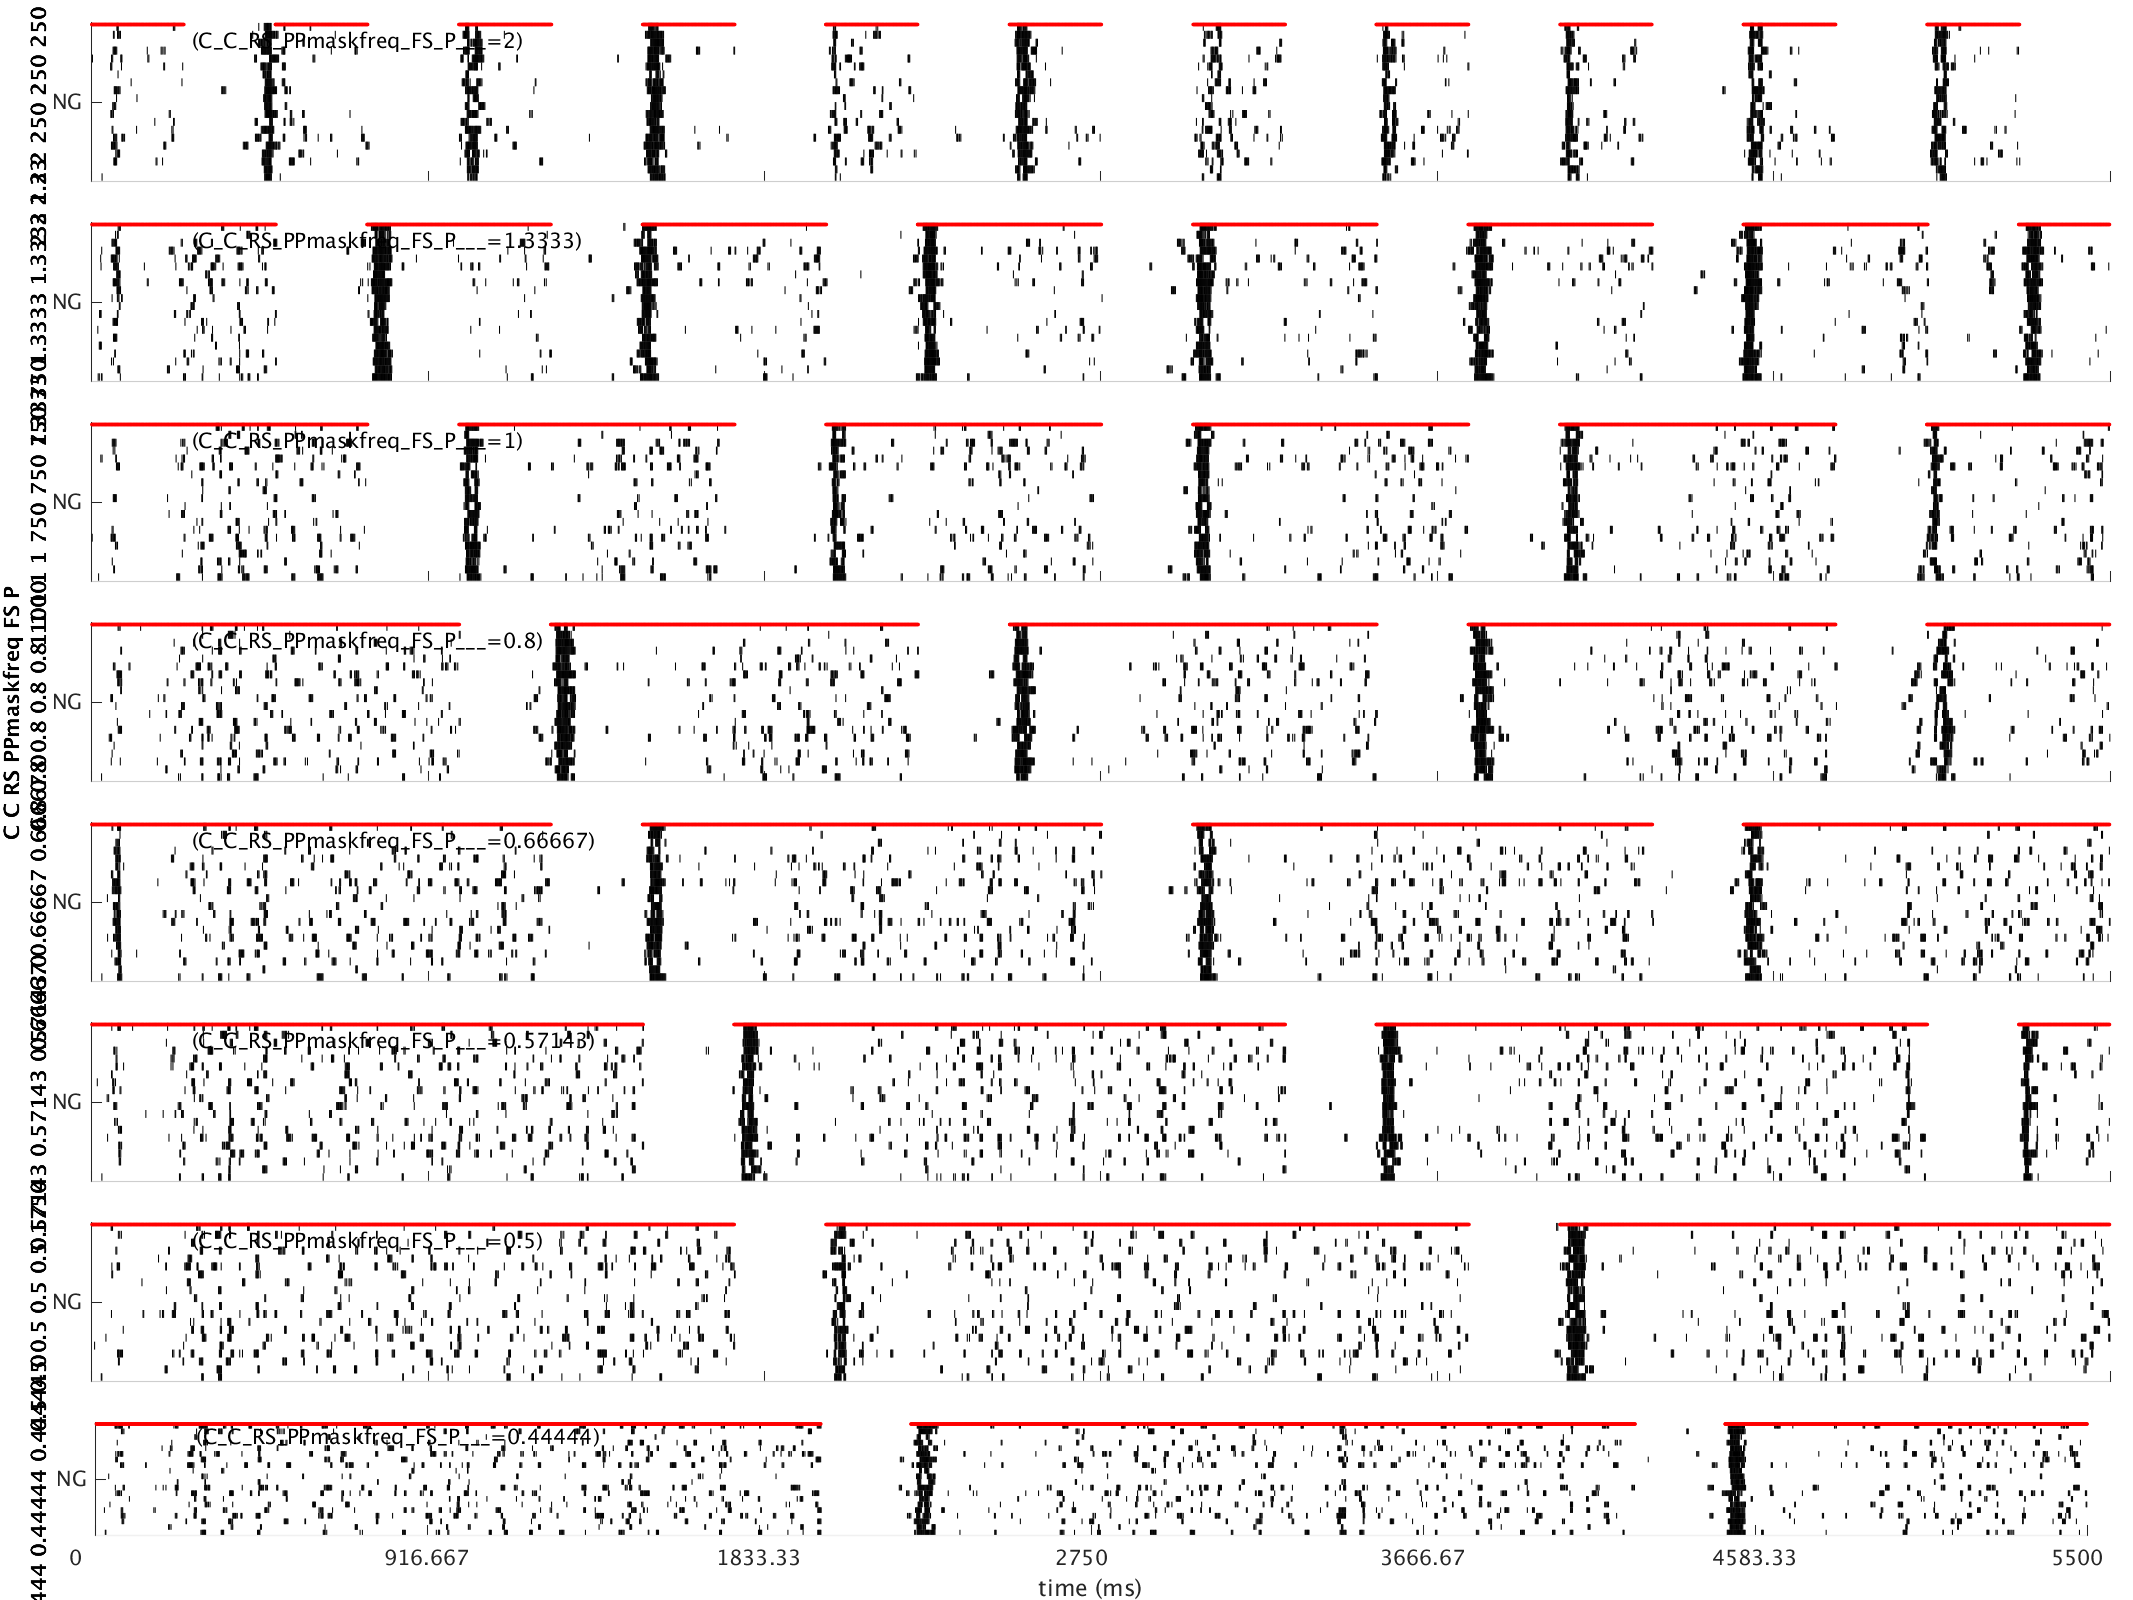 (C_C_RS_PPmaskfreq_FS_P___=2)
NG
(C_C_RS_PPmaskfreq_FS_P___=1.3333)
NG
(C_C_RS_PPmaskfreq_FS_P___=1)
NG
(C_C_RS_PPmaskfreq_FS_P___=0.8)
NG
(C_C_RS_PPmaskfreq_FS_P___=0.66667)
NG
(C_C_RS_PPmaskfreq_FS_P___=0.57143)
NG
(C_C_RS_PPmaskfreq_FS_P___=0.5)
NG
(C_C_RS_PPmaskfreq_FS_P___=0.44444)
NG
0 916.667 1833.33 2750 3666.67 4583.33 5500
time (ms)
C C RS PPmaskfreq FS P